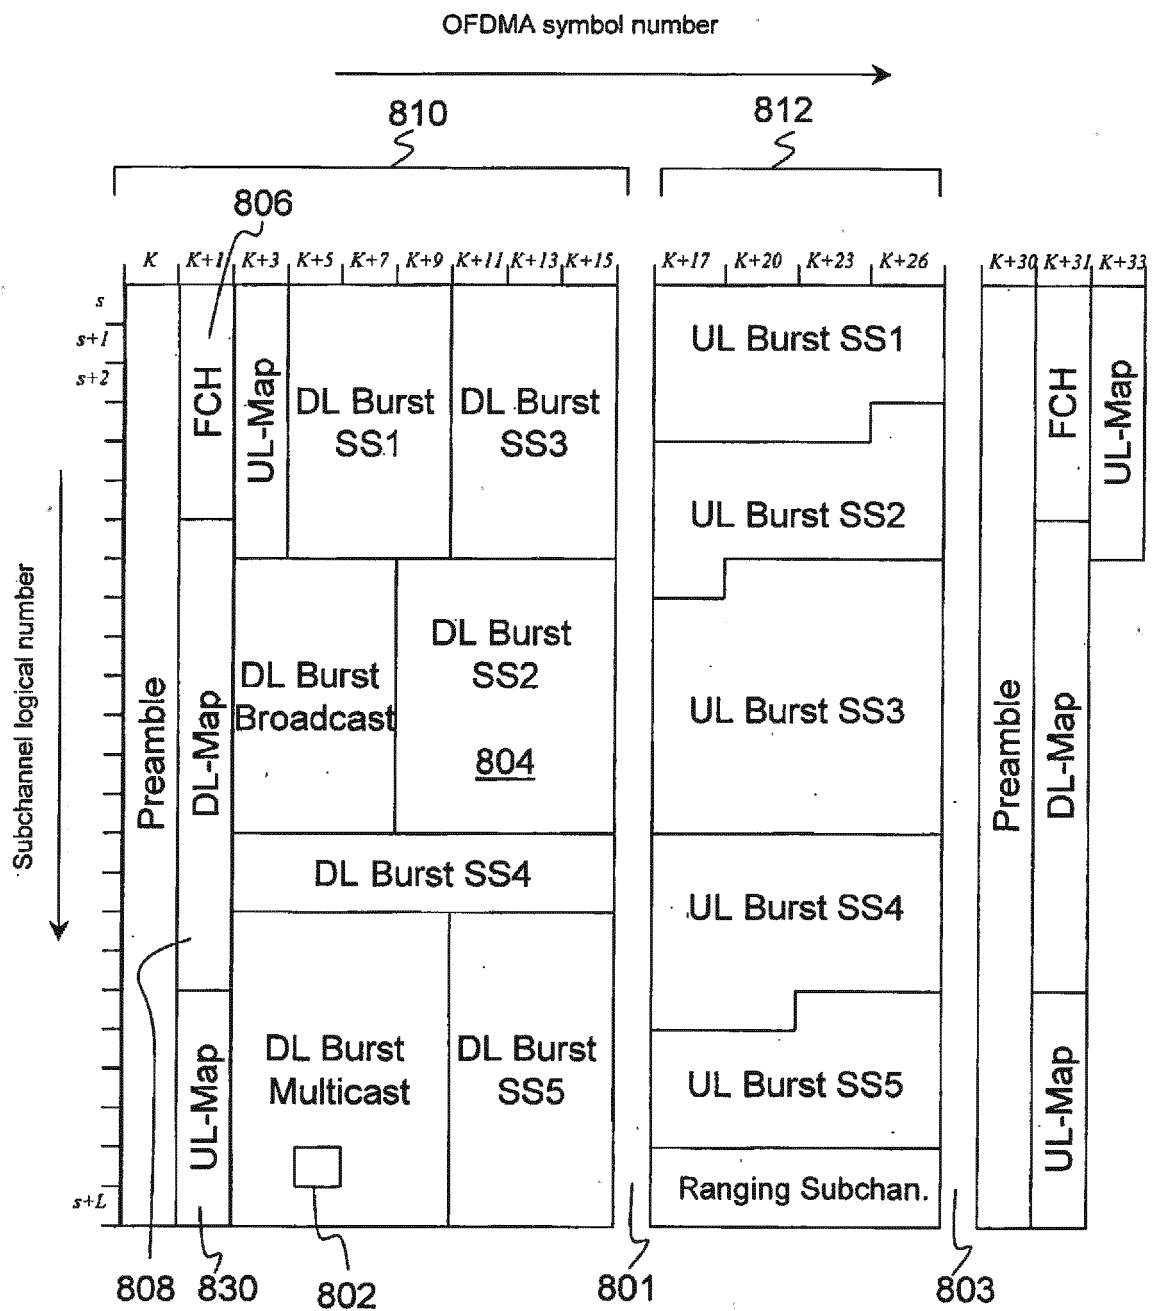 OFDMA symbol number
810
812
806
K K+1 K+3 K+5 K+7 K+9 K+11 K+13 K+15 K+17 K+20 K+23 K+26 K+30 K+31 K+33
s
s+1
s+2
s+L
Subchannel logical number
Preamble
FCH
DL-Map
UL-Map
UL-Map
DL Burst
SS1
DL Burst
SS3
DL Burst
Broadcast
DL Burst
SS2
804
DL Burst SS4
DL Burst
Multicast
DL Burst
SS5
UL Burst SS1
UL Burst SS2
UL Burst SS3
UL Burst SS4
UL Burst SS5
Ranging Subchan.
Preamble
FCH
DL-Map
UL-Map
UL-Map
808
830
802
801
803